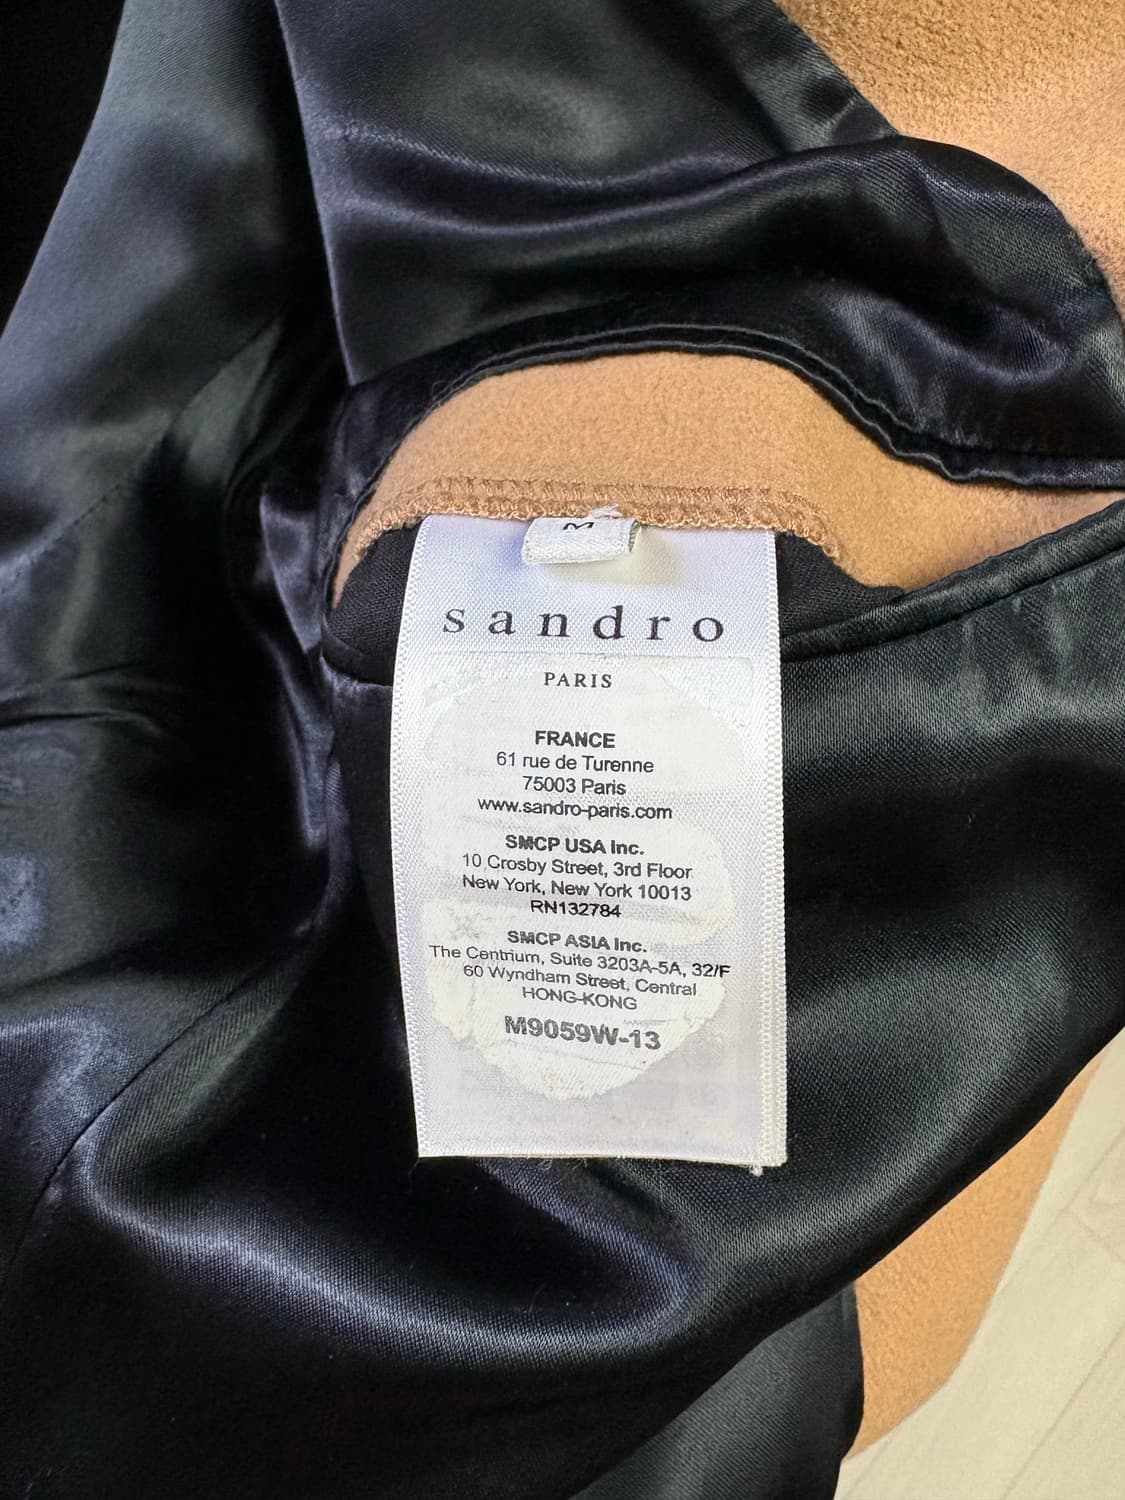 M
sandro
PARIS
FRANCE
61 rue de Turenne
75003 Paris
www.sandro-paris.com
SMCP USA Inc.
10 Crosby Street, 3rd Floor
New York, New York 10013
RN132784
SMCP ASIA Inc.
The Centrium, Suite 3203A-5A, 32/F
60 Wyndham Street, Central
HONG-KONG
M9059W-13